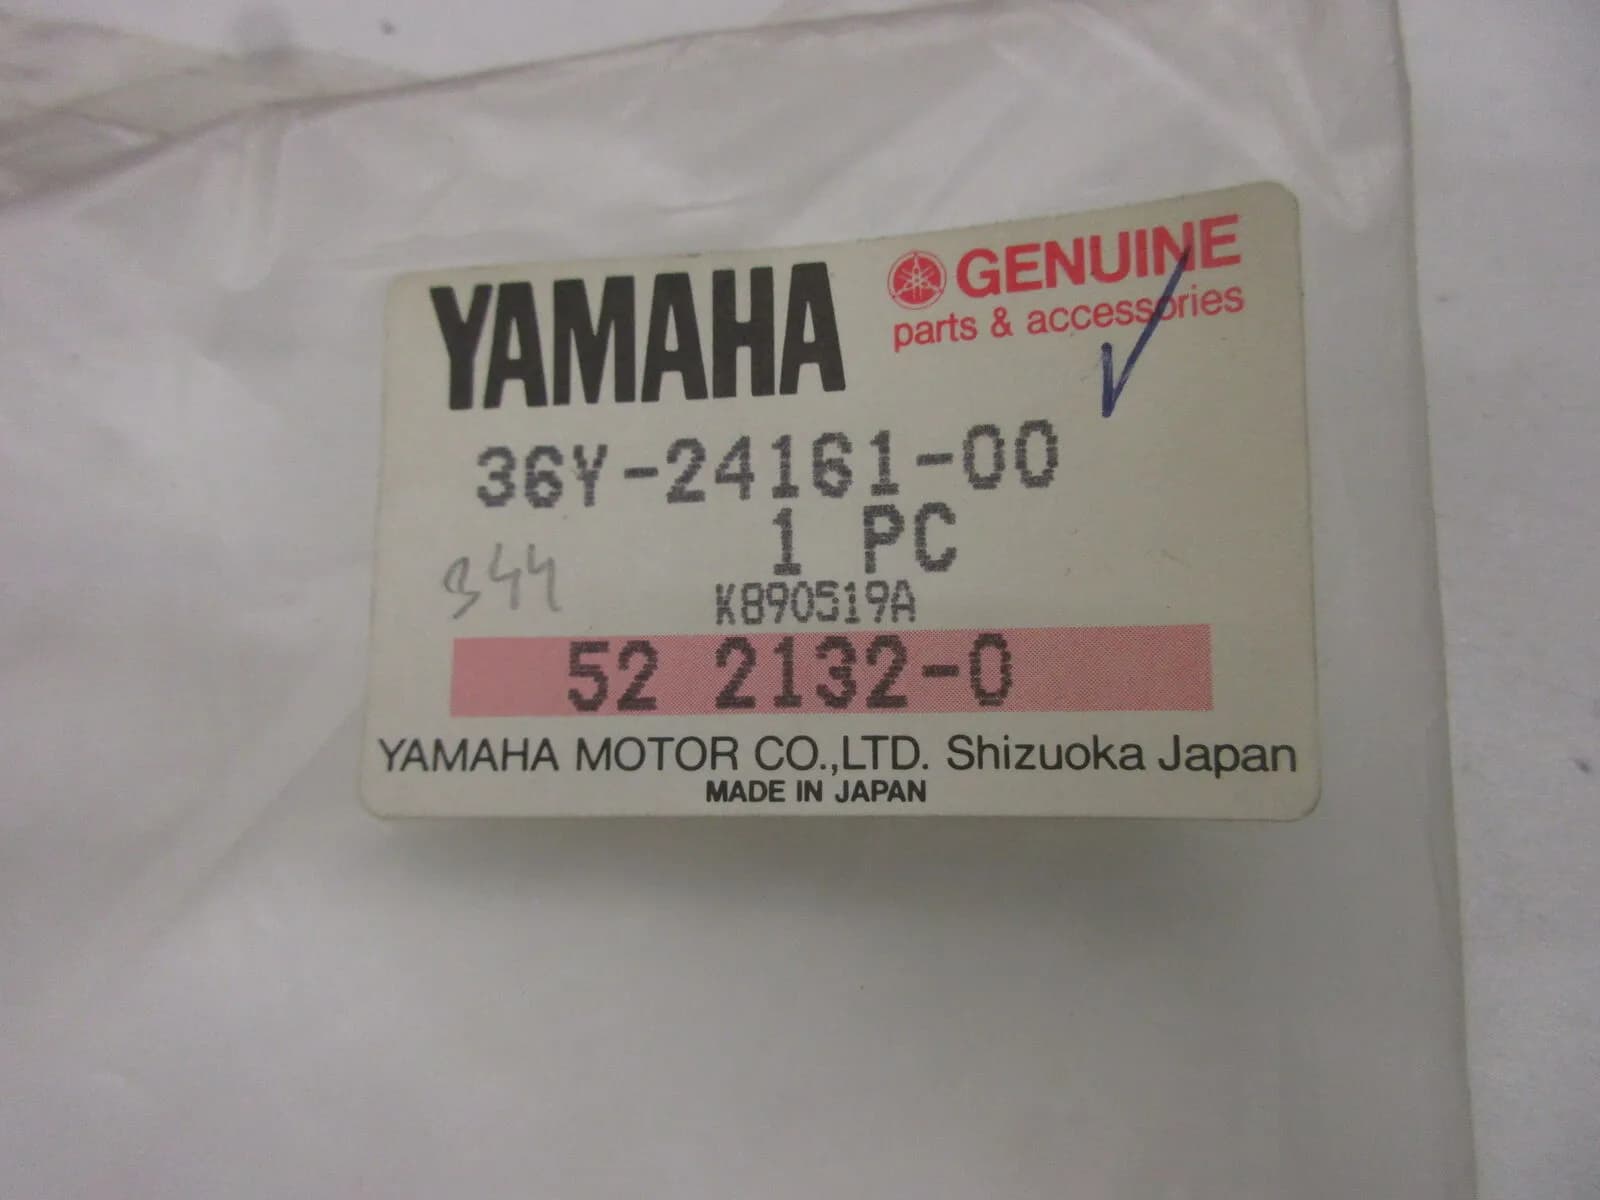 YAMAHA GENUINE
parts & accessories
36Y-24161-00
1 PC
344
K890519A
52 2132-0
YAMAHA MOTOR CO.,LTD. Shizuoka Japan
MADE IN JAPAN